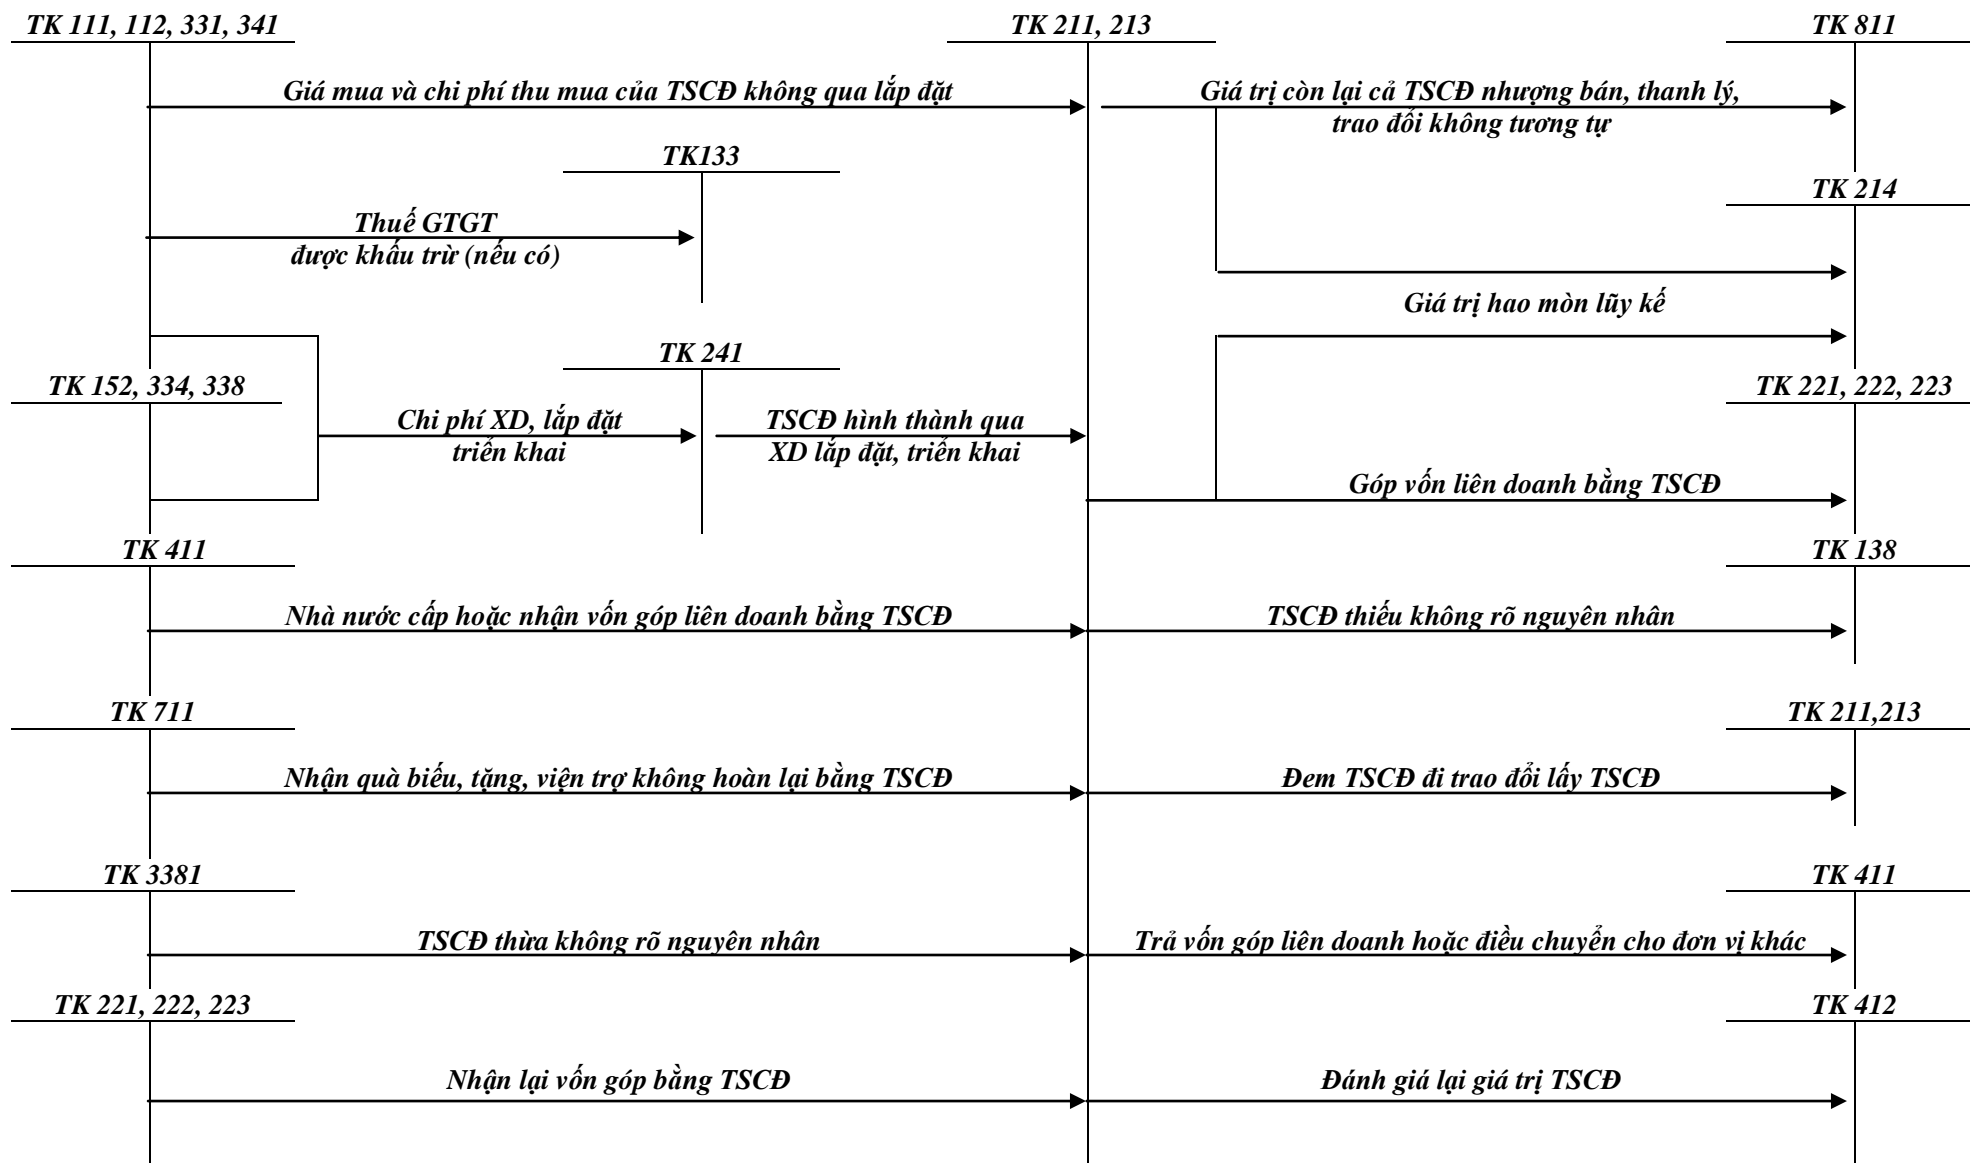 TK 111, 112, 331, 341
TK 211, 213
TK 811
Giá mua và chi phí thu mua của TSCĐ không qua lắp đặt
Giá trị còn lại cả TSCĐ nhượng bán, thanh lý,
trao đổi không tương tự
TK133
TK 214
Thuế GTGT
được khấu trừ (nếu có)
Giá trị hao mòn lũy kế
TK 241
TK 152, 334, 338
TK 221, 222, 223
Chi phí XD, lắp đặt
triển khai
TSCĐ hình thành qua
XD lắp đặt, triển khai
Góp vốn liên doanh bằng TSCĐ
TK 411
TK 138
Nhà nước cấp hoặc nhận vốn góp liên doanh bằng TSCĐ
TSCĐ thiếu không rõ nguyên nhân
TK 711
TK 211,213
Nhận quà biếu, tặng, viện trợ không hoàn lại bằng TSCĐ
Đem TSCĐ đi trao đổi lấy TSCĐ
TK 3381
TK 411
TSCĐ thừa không rõ nguyên nhân
Trả vốn góp liên doanh hoặc điều chuyển cho đơn vị khác
TK 221, 222, 223
TK 412
Nhận lại vốn góp bằng TSCĐ
Đánh giá lại giá trị TSCĐ